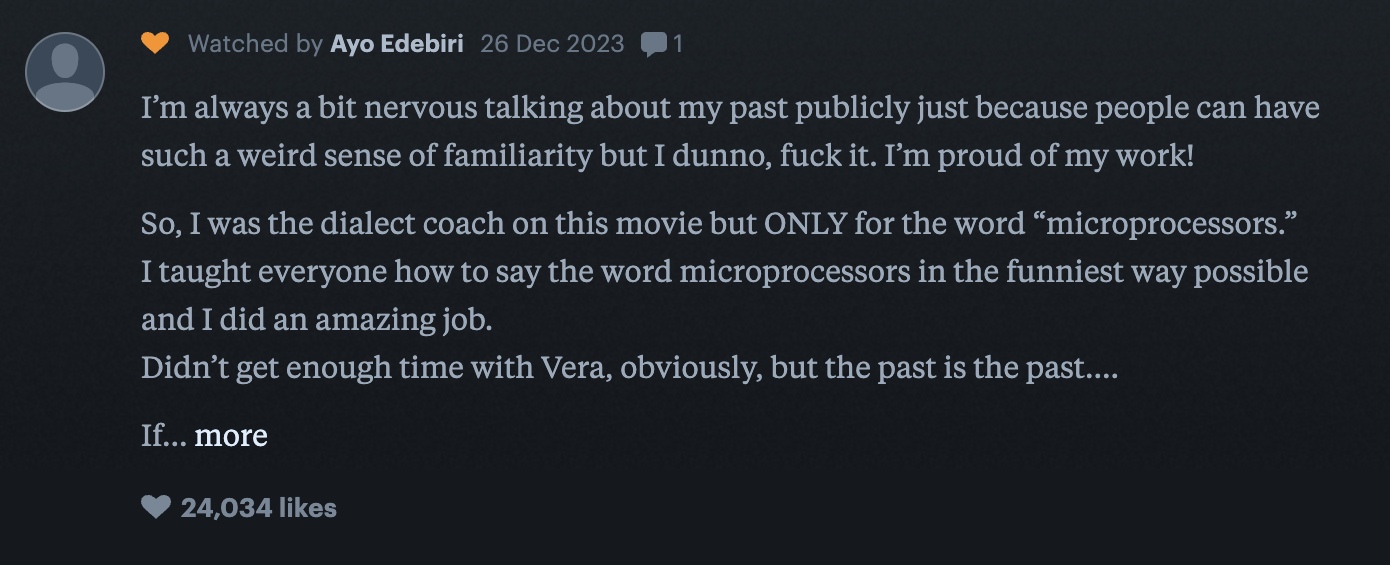 Watched by Ayo Edebiri 26 Dec 2023 1
I’m always a bit nervous talking about my past publicly just because people can have
such a weird sense of familiarity but I dunno, fuck it. I’m proud of my work!
So, I was the dialect coach on this movie but ONLY for the word “microprocessors.”
I taught everyone how to say the word microprocessors in the funniest way possible
and I did an amazing job.
Didn’t get enough time with Vera, obviously, but the past is the past....
If... more
24,034 likes